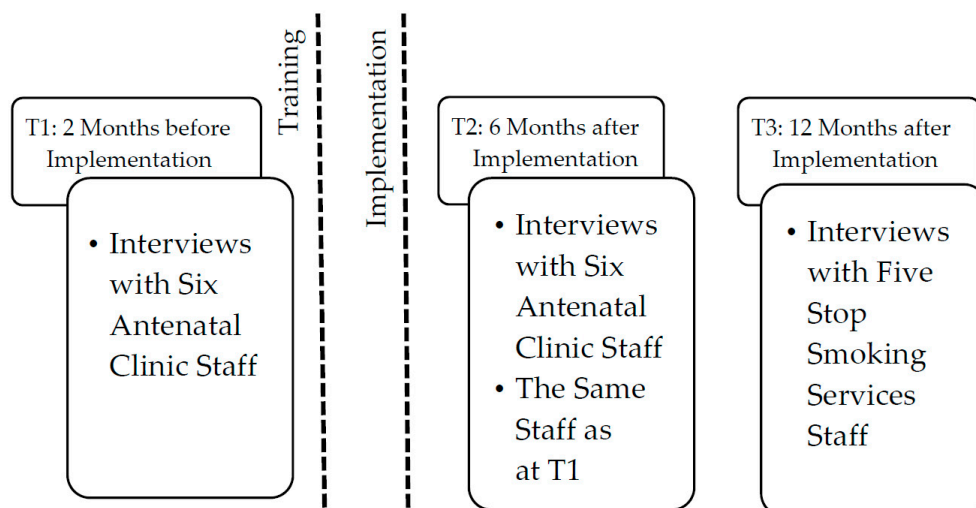 T1: 2 Months before
Implementation
• Interviews
with Six
Antenatal
Clinic Staff
Training
Implementation
T2: 6 Months after
Implementation
• Interviews
with Six
Antenatal
Clinic Staff
• The Same
Staff as
at T1
T3: 12 Months after
Implementation
• Interviews
with Five
Stop
Smoking
Services
Staff